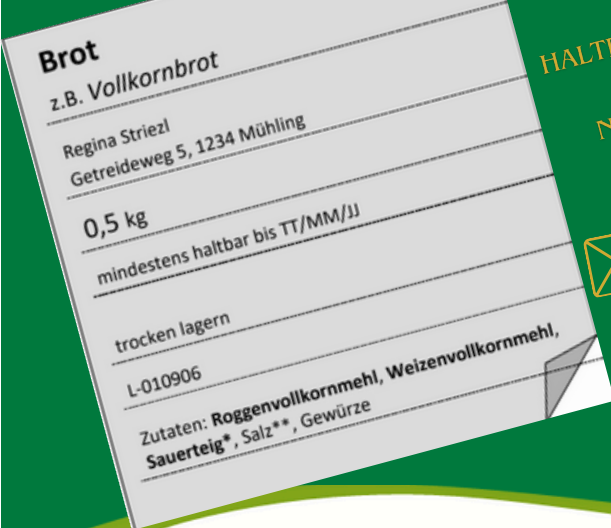 Brot
z.B. Vollkornbrot
Regina Striezl
Getreideweg 5, 1234 Mühling
0,5 kg
mindestens haltbar bis TT/MM/JJ
trocken lagern
L-010906
Zutaten: Roggenvollkornmehl, Weizenvollkornmehl,
Sauerteig*, Salz**, Gewürze